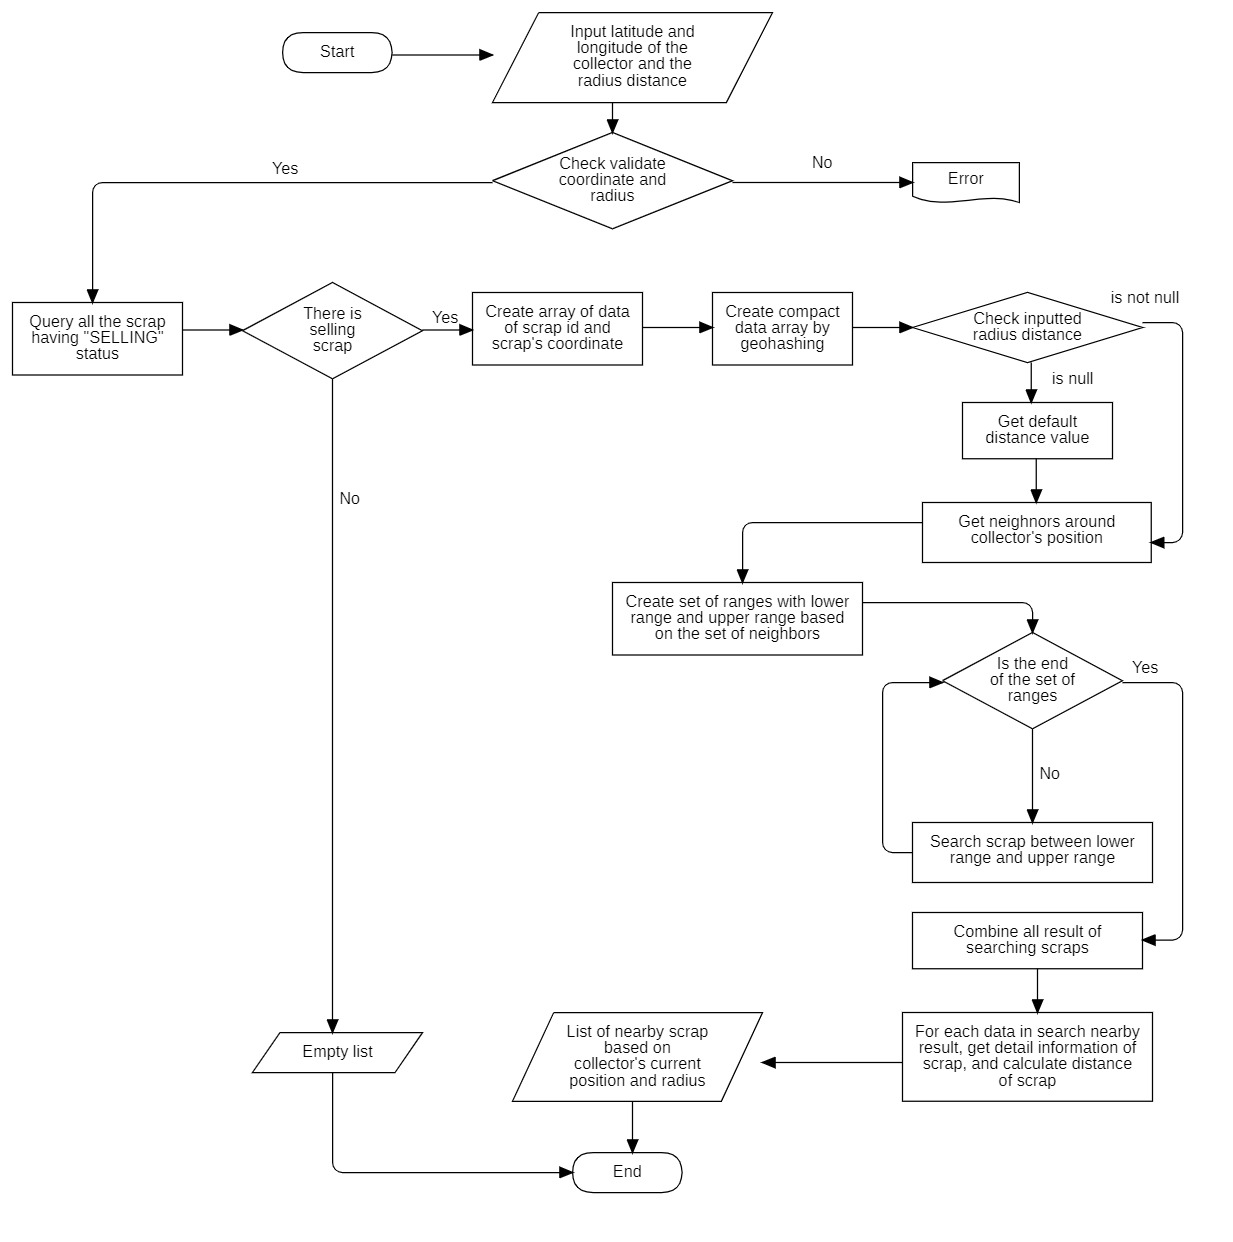 Start
Input latitude and
longitude of the
collector and the
radius distance
Check validate
coordinate and
radius
Yes
No
Error
Query all the scrap
having "SELLING"
status
There is
selling
scrap
Yes
Create array of data
of scrap id and
scrap's coordinate
Create compact
data array by
geohashing
Check inputted
radius distance
is not null
is null
Get default
distance value
No
Get neighnors around
collector's position
Create set of ranges with lower
range and upper range based
on the set of neighbors
Is the end
of the set of
ranges
Yes
No
Search scrap between lower
range and upper range
Combine all result of
searching scraps
For each data in search nearby
result, get detail information of
scrap, and calculate distance
of scrap
List of nearby scrap
based on
collector's current
position and radius
Empty list
End